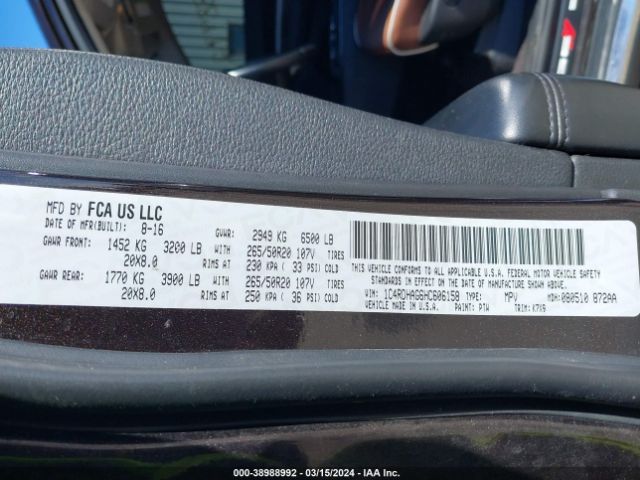 MFD BY FCA US LLC
DATE OF MFR(BUILT): 8-16 GVWR: 2949 KG 6500 LB
GAWR FRONT: 1452 KG 3200 LB WITH 265/50R20 107V TIRES
20X8.0 RIMS AT 230 KPA ( 33 PSI) COLD
GAWR REAR: 1770 KG 3900 LB WITH 265/50R20 107V TIRES
20X8.0 RIMS AT 250 KPA ( 36 PSI) COLD
THIS VEHICLE CONFORMS TO ALL APPLICABLE U.S.A. FEDERAL MOTOR VEHICLE SAFETY
STANDARDS IN EFFECT ON THE DATE OF MANUFACTURE SHOWN ABOVE
VIN: 1C4RDHAG6HC606158 TYPE: MPV MDH: 080510 872AA
VEHICLE MADE IN U.S.A. PAINT: PTW TRIM: K7X9
000-38988992 — 03/15/2024 — IAA Inc.